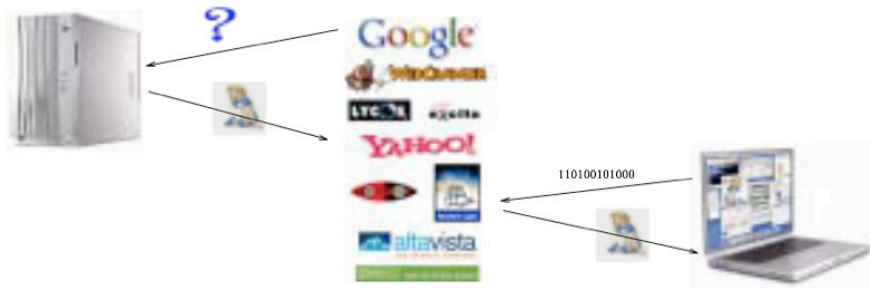 ?
Google
WEBCRAWLER
LYCOS excite
YAHOO!
110100101000
altavista